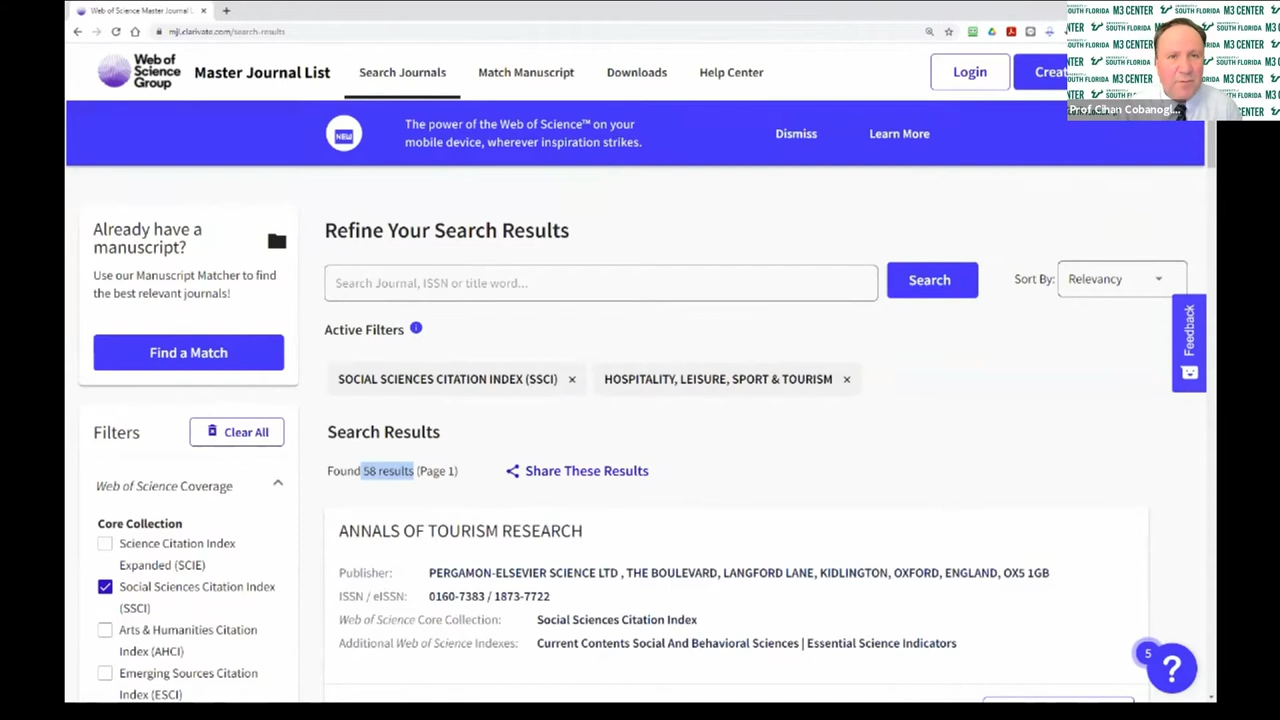 Web of Science Master Journal L
mjl.clarivate.com/search-results
Web of
Science
Group
Master Journal List
Search Journals
Match Manuscript
Downloads
Help Center
Login
Crea
SOUTH FLORIDA M3 CENTER
Prof.Cihan Cobanogl...
NEW
The power of the Web of Science™ on your
mobile device, wherever inspiration strikes.
Dismiss
Learn More
Already have a
manuscript?
Use our Manuscript Matcher to find
the best relevant journals!
Find a Match
Refine Your Search Results
Search Journal, ISSN or title word...
Search
Sort By:
Relevancy
Feedback
Active Filters
SOCIAL SCIENCES CITATION INDEX (SSCI) ×
HOSPITALITY, LEISURE, SPORT & TOURISM ×
Filters
Clear All
Web of Science Coverage
Core Collection
Science Citation Index
Expanded (SCIE)
Social Sciences Citation Index
(SSCI)
Arts & Humanities Citation
Index (AHCI)
Emerging Sources Citation
Index (ESCI)
Search Results
Found 58 results (Page 1)
Share These Results
ANNALS OF TOURISM RESEARCH
Publisher: PERGAMON-ELSEVIER SCIENCE LTD , THE BOULEVARD, LANGFORD LANE, KIDLINGTON, OXFORD, ENGLAND, OX5 1GB
ISSN / eISSN: 0160-7383 / 1873-7722
Web of Science Core Collection: Social Sciences Citation Index
Additional Web of Science Indexes: Current Contents Social And Behavioral Sciences | Essential Science Indicators
5
?